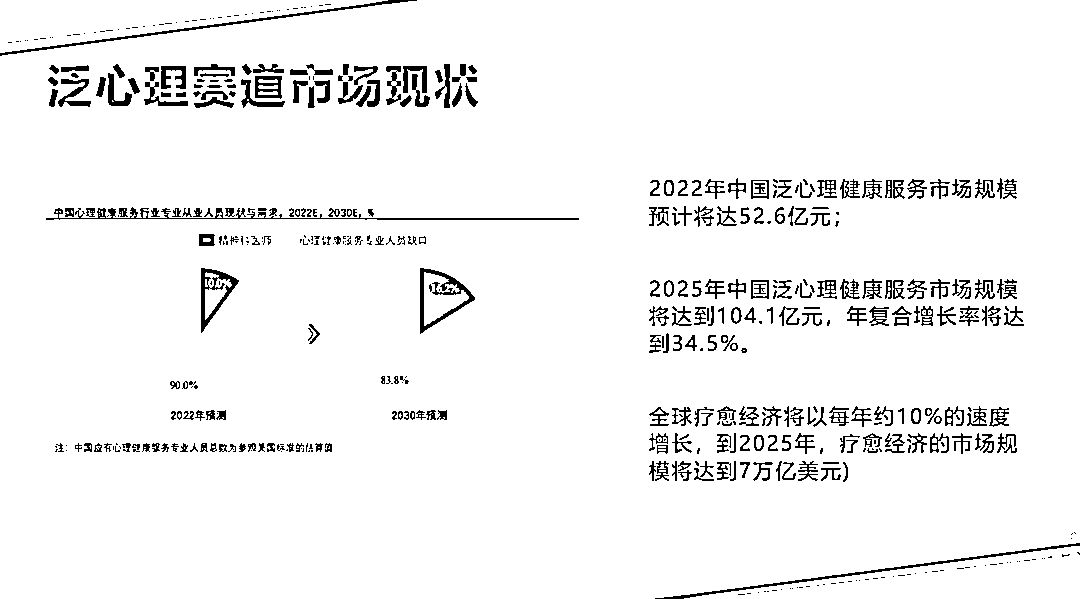 泛心理赛道市场现状
中国心理健康服务行业专业从业人员现状与需求, 2022E, 2030E, %
精神科医师 心理健康服务专业人员缺口
10.0% 16.2%
90.0% 83.8%
2022年预测 2030年预测
注：中国应有心理健康服务专业人员总数为参照美国标准的估算值
2022年中国泛心理健康服务市场规模
预计将达52.6亿元；
2025年中国泛心理健康服务市场规模
将达到104.1亿元，年复合增长率将达
到34.5%。
全球疗愈经济将以每年约10%的速度
增长，到2025年，疗愈经济的市场规
模将达到7万亿美元)